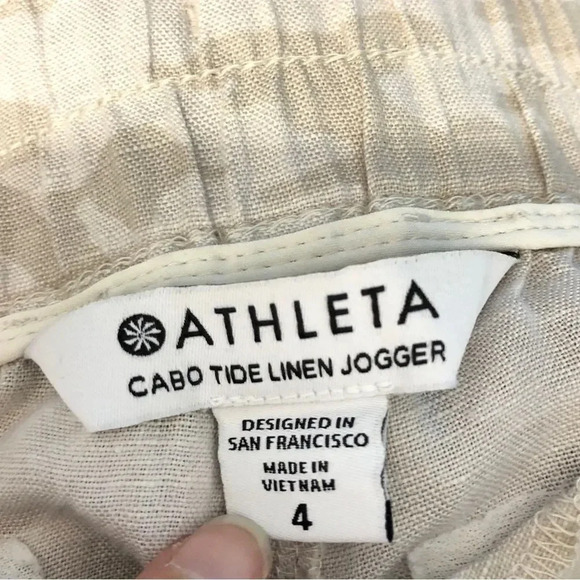 ATHLETA
CABO TIDE LINEN JOGGER
DESIGNED IN
SAN FRANCISCO
MADE IN
VIETNAM
4